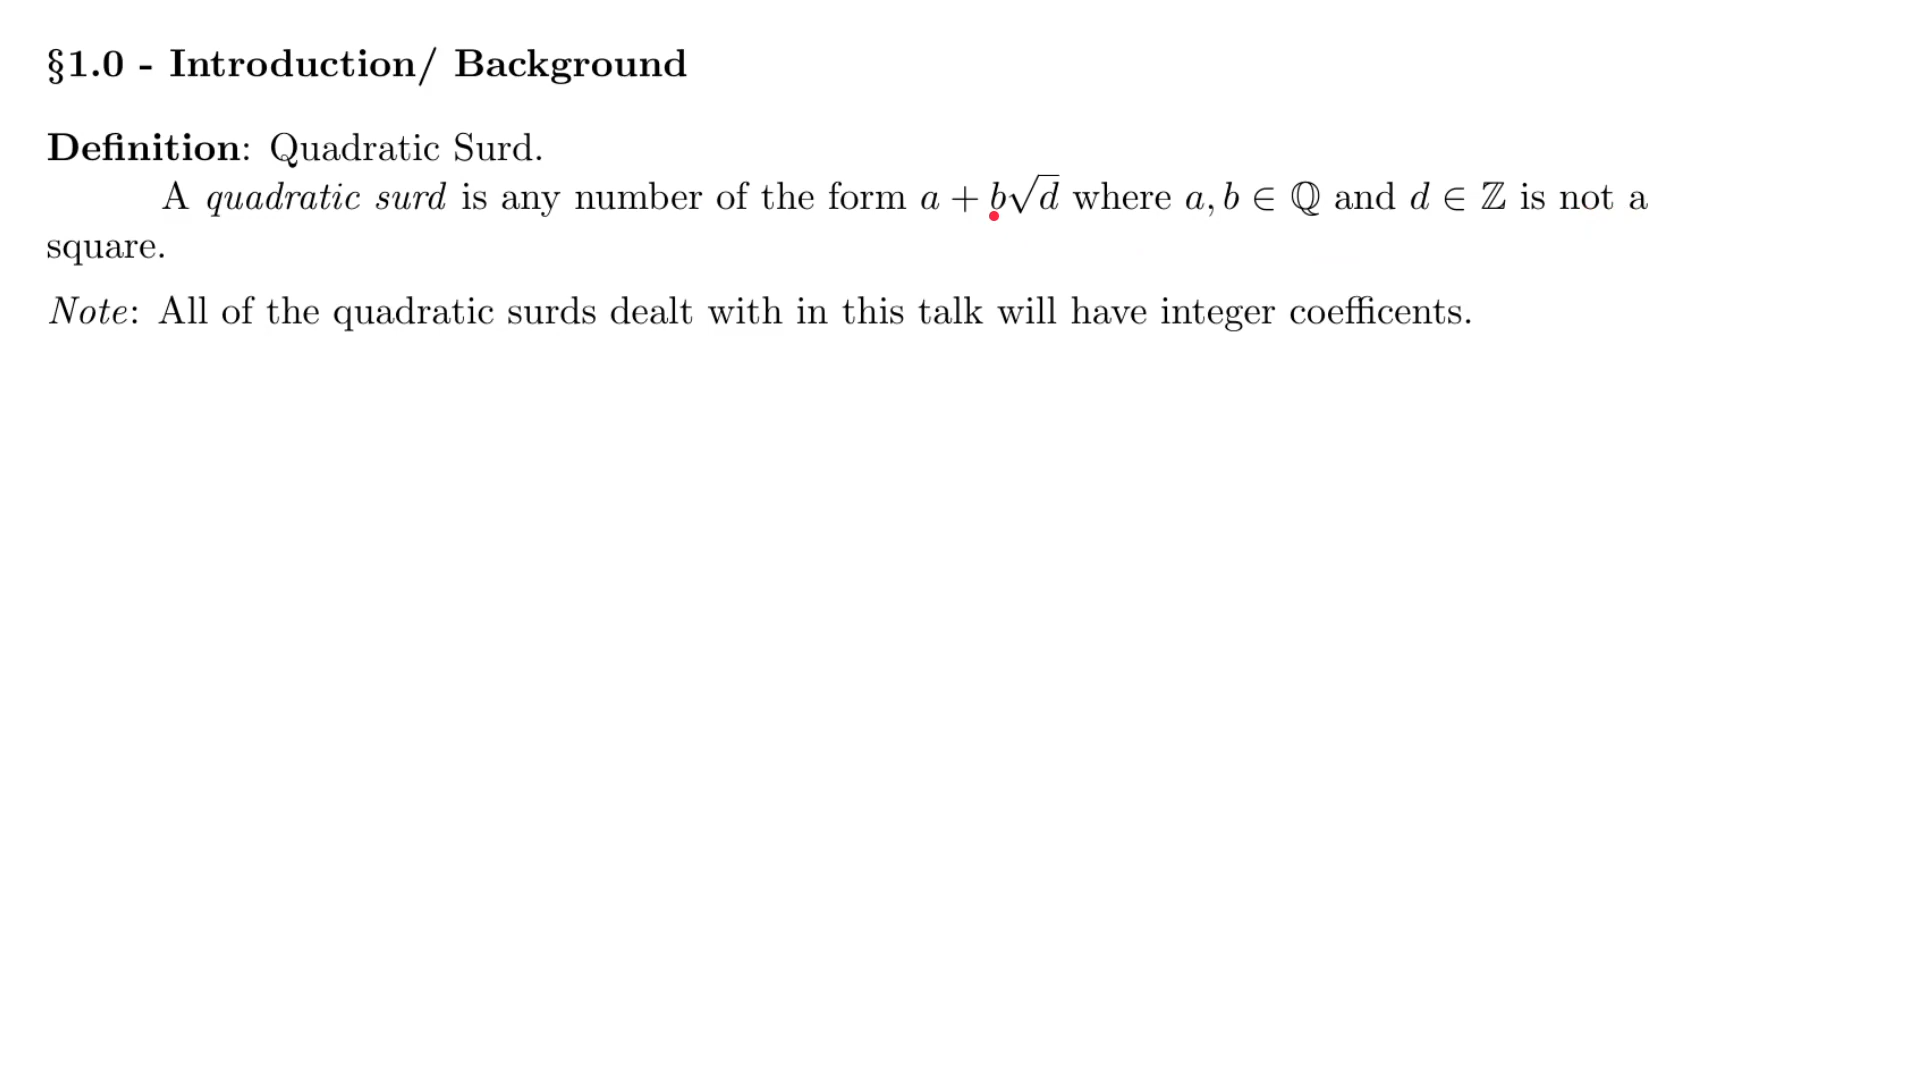 §1.0 - Introduction/ Background
Definition: Quadratic Surd.
A quadratic surd is any number of the form a + b√d where a, b ∈ ℚ and d ∈ ℤ is not a
square.
Note: All of the quadratic surds dealt with in this talk will have integer coefficents.